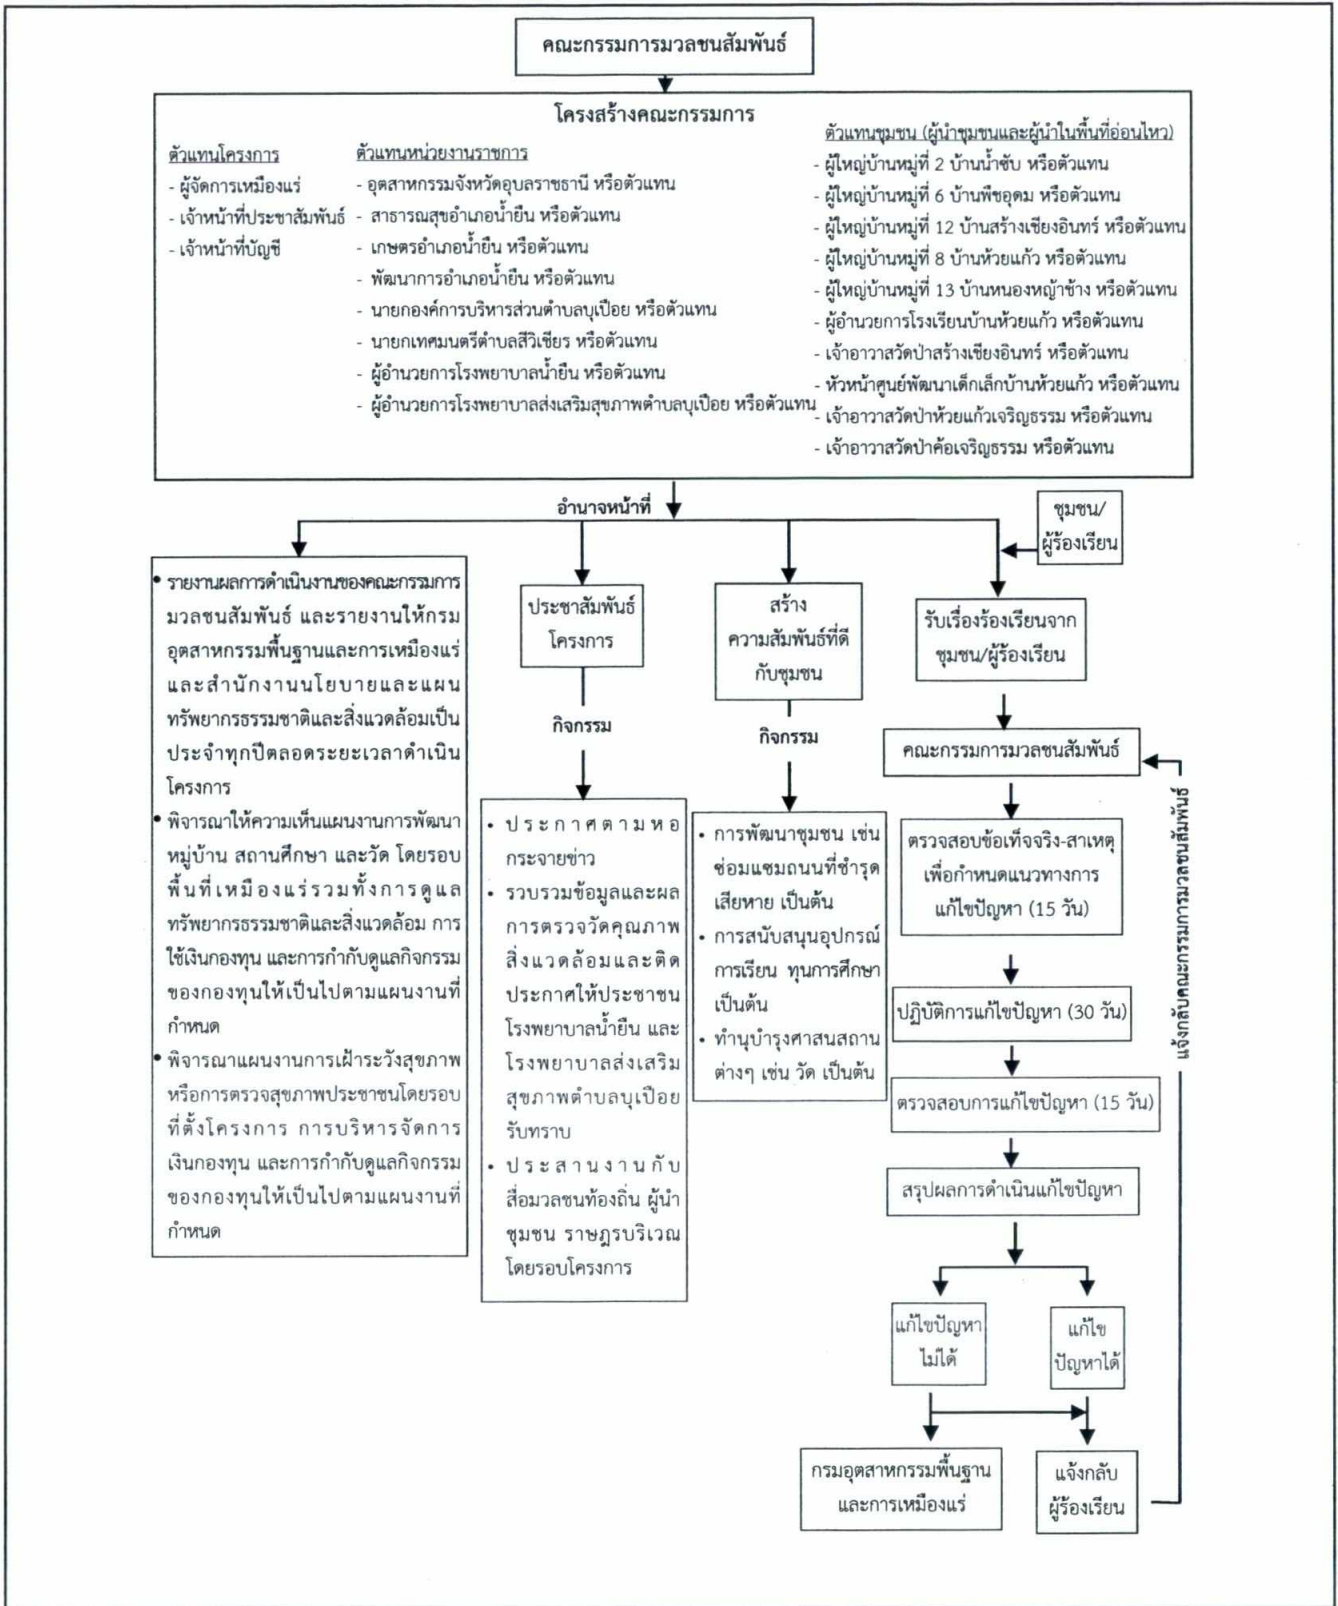 คณะกรรมการมวลชนสัมพันธ์
โครงสร้างคณะกรรมการ
ตัวแทนโครงการ
- ผู้จัดการเหมืองแร่
- เจ้าหน้าที่ประชาสัมพันธ์
- เจ้าหน้าที่บัญชี
ตัวแทนหน่วยงานราชการ
- อุตสาหกรรมจังหวัดอุบลราชธานี หรือตัวแทน
- สาธารณสุขอำเภอน้ำยืน หรือตัวแทน
- เกษตรอำเภอน้ำยืน หรือตัวแทน
- พัฒนาการอำเภอน้ำยืน หรือตัวแทน
- นายกองค์การบริหารส่วนตำบลบุเปือย หรือตัวแทน
- นายกเทศมนตรีตำบลสีวิเชียร หรือตัวแทน
- ผู้อำนวยการโรงพยาบาลน้ำยืน หรือตัวแทน
- ผู้อำนวยการโรงพยาบาลส่งเสริมสุขภาพตำบลบุเปือย หรือตัวแทน
ตัวแทนชุมชน (ผู้นำชุมชนและผู้นำในพื้นที่อ่อนไหว)
- ผู้ใหญ่บ้านหมู่ที่ 2 บ้านน้ำซับ หรือตัวแทน
- ผู้ใหญ่บ้านหมู่ที่ 6 บ้านพืชอุดม หรือตัวแทน
- ผู้ใหญ่บ้านหมู่ที่ 12 บ้านสร้างเชียงอินทร์ หรือตัวแทน
- ผู้ใหญ่บ้านหมู่ที่ 8 บ้านห้วยแก้ว หรือตัวแทน
- ผู้ใหญ่บ้านหมู่ที่ 13 บ้านหนองหญ้าช้าง หรือตัวแทน
- ผู้อำนวยการโรงเรียนบ้านห้วยแก้ว หรือตัวแทน
- เจ้าอาวาสวัดป่าสร้างเชียงอินทร์ หรือตัวแทน
- หัวหน้าศูนย์พัฒนาเด็กเล็กบ้านห้วยแก้ว หรือตัวแทน
- เจ้าอาวาสวัดป่าห้วยแก้วเจริญธรรม หรือตัวแทน
- เจ้าอาวาสวัดป่าค้อเจริญธรรม หรือตัวแทน
อำนาจหน้าที่
ชุมชน/
ผู้ร้องเรียน
• รายงานผลการดำเนินงานของคณะกรรมการ
มวลชนสัมพันธ์ และรายงานให้กรม
อุตสาหกรรมพื้นฐานและการเหมืองแร่
และสำนักงานนโยบายและแผน
ทรัพยากรธรรมชาติและสิ่งแวดล้อมเป็น
ประจำทุกปีตลอดระยะเวลาดำเนิน
โครงการ
• พิจารณาให้ความเห็นแผนงานการพัฒนา
หมู่บ้าน สถานศึกษา และวัด โดยรอบ
พื้นที่เหมืองแร่รวมทั้งการดูแล
ทรัพยากรธรรมชาติและสิ่งแวดล้อม การ
ใช้เงินกองทุน และการกำกับดูแลกิจกรรม
ของกองทุนให้เป็นไปตามแผนงานที่
กำหนด
• พิจารณาแผนงานการเฝ้าระวังสุขภาพ
หรือการตรวจสุขภาพประชาชนโดยรอบ
ที่ตั้งโครงการ การบริหารจัดการ
เงินกองทุน และการกำกับดูแลกิจกรรม
ของกองทุนให้เป็นไปตามแผนงานที่
กำหนด
ประชาสัมพันธ์
โครงการ
กิจกรรม
• ประกาศตามหอ
กระจายข่าว
• รวบรวมข้อมูลและผล
การตรวจวัดคุณภาพ
สิ่งแวดล้อมและติด
ประกาศให้ประชาชน
โรงพยาบาลน้ำยืน และ
โรงพยาบาลส่งเสริม
สุขภาพตำบลบุเปือย
รับทราบ
• ประสานงานกับ
สื่อมวลชนท้องถิ่น ผู้นำ
ชุมชน ราษฎรบริเวณ
โดยรอบโครงการ
สร้าง
ความสัมพันธ์ที่ดี
กับชุมชน
กิจกรรม
• การพัฒนาชุมชน เช่น
ซ่อมแซมถนนที่ชำรุด
เสียหาย เป็นต้น
• การสนับสนุนอุปกรณ์
การเรียน ทุนการศึกษา
เป็นต้น
• ทำนุบำรุงศาสนสถาน
ต่างๆ เช่น วัด เป็นต้น
รับเรื่องร้องเรียนจาก
ชุมชน/ผู้ร้องเรียน
คณะกรรมการมวลชนสัมพันธ์
ตรวจสอบข้อเท็จจริง-สาเหตุ
เพื่อกำหนดแนวทางการ
แก้ไขปัญหา (15 วัน)
ปฏิบัติการแก้ไขปัญหา (30 วัน)
ตรวจสอบการแก้ไขปัญหา (15 วัน)
สรุปผลการดำเนินแก้ไขปัญหา
แก้ไขปัญหา
ไม่ได้
แก้ไข
ปัญหาได้
กรมอุตสาหกรรมพื้นฐาน
และการเหมืองแร่
แจ้งกลับ
ผู้ร้องเรียน
แจ้งกลับคณะกรรมการมวลชนสัมพันธ์